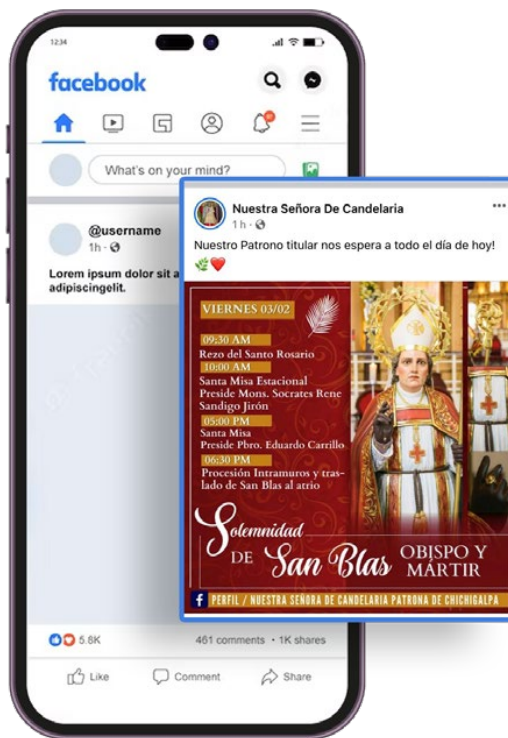 12:34
facebook
What's on your mind?
@username
1h
Lorem ipsum dolor sit a
adipiscingelit.
Nuestra Señora De Candelaria
1 h
Nuestro Patrono titular nos espera a todo el día de hoy!
VIERNES 03/02
09:30 AM
Rezo del Santo Rosario
10:00 AM
Santa Misa Estacional
Preside Mons. Socrates Rene
Sandigo Jirón
05:00 PM
Santa Misa
Preside Pbro. Eduardo Carrillo
06:30 PM
Procesión Intramuros y tras-
lado de San Blas al atrio
Solemnidad
DE San Blas OBISPO Y
MÁRTIR
f PERFIL / NUESTRA SEÑORA DE CANDELARIA PATRONA DE CHICHIGALPA
5.8K 461 comments • 1K shares
Like Comment Share